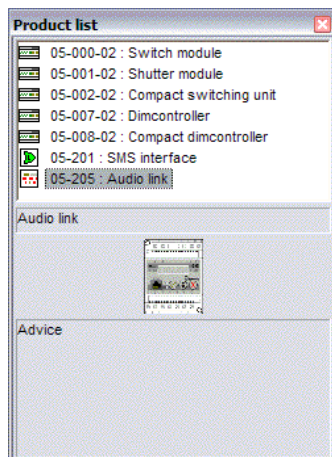 Product list
05-000-02 : Switch module
05-001-02 : Shutter module
05-002-02 : Compact switching unit
05-007-02 : Dimcontroller
05-008-02 : Compact dimcontroller
05-201 : SMS interface
05-205 : Audio link
Audio link
Advice